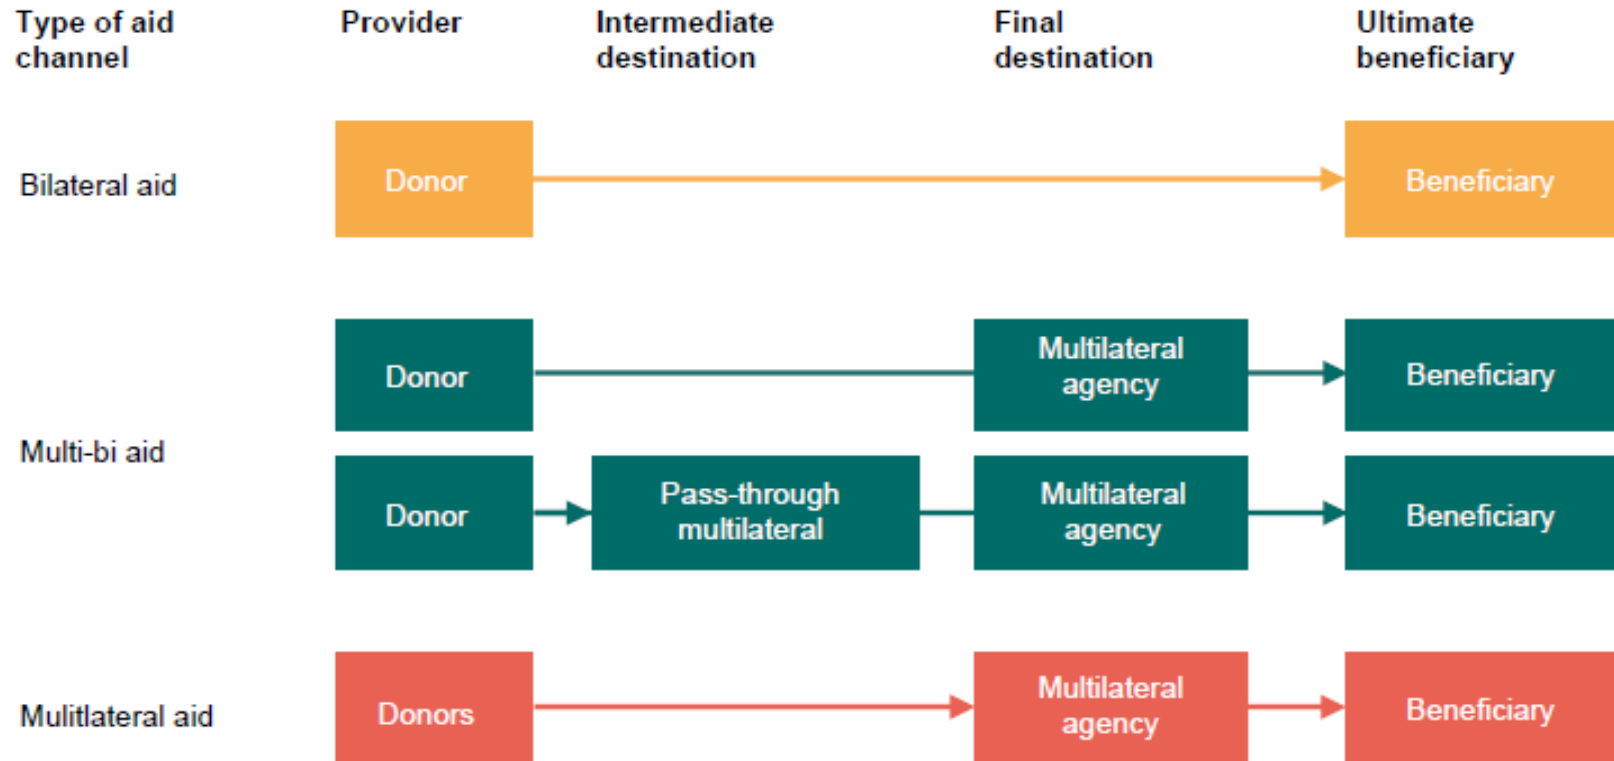 Type of aid
channel
Provider
Intermediate
destination
Final
destination
Ultimate
beneficiary
Bilateral aid
Donor
Beneficiary
Multi-bi aid
Donor
Multilateral
agency
Beneficiary
Donor
Pass-through
multilateral
Multilateral
agency
Beneficiary
Mulitlateral aid
Donors
Multilateral
agency
Beneficiary